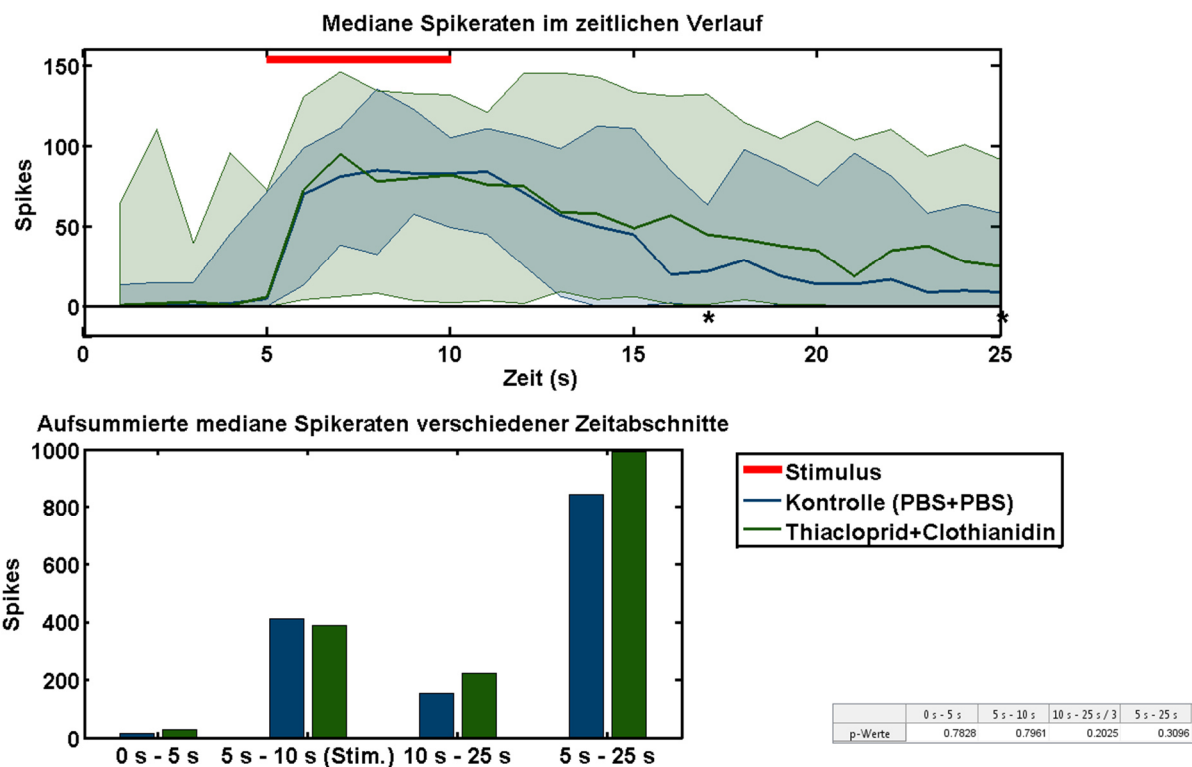 Mediane Spikeraten im zeitlichen Verlauf
150
100
50
0
Spikes
* *
0 5 10 15 20 25
Zeit (s)
Aufsummierte mediane Spikeraten verschiedener Zeitabschnitte
1000
800
600
400
200
0
Spikes
0 s - 5 s 5 s - 10 s (Stim.) 10 s - 25 s 5 s - 25 s
Stimulus
Kontrolle (PBS+PBS)
Thiacloprid+Clothianidin
0 s - 5 s 5 s - 10 s 10 s - 25 s / 3 5 s - 25 s
p-Werte 0.7828 0.7961 0.2025 0.3096